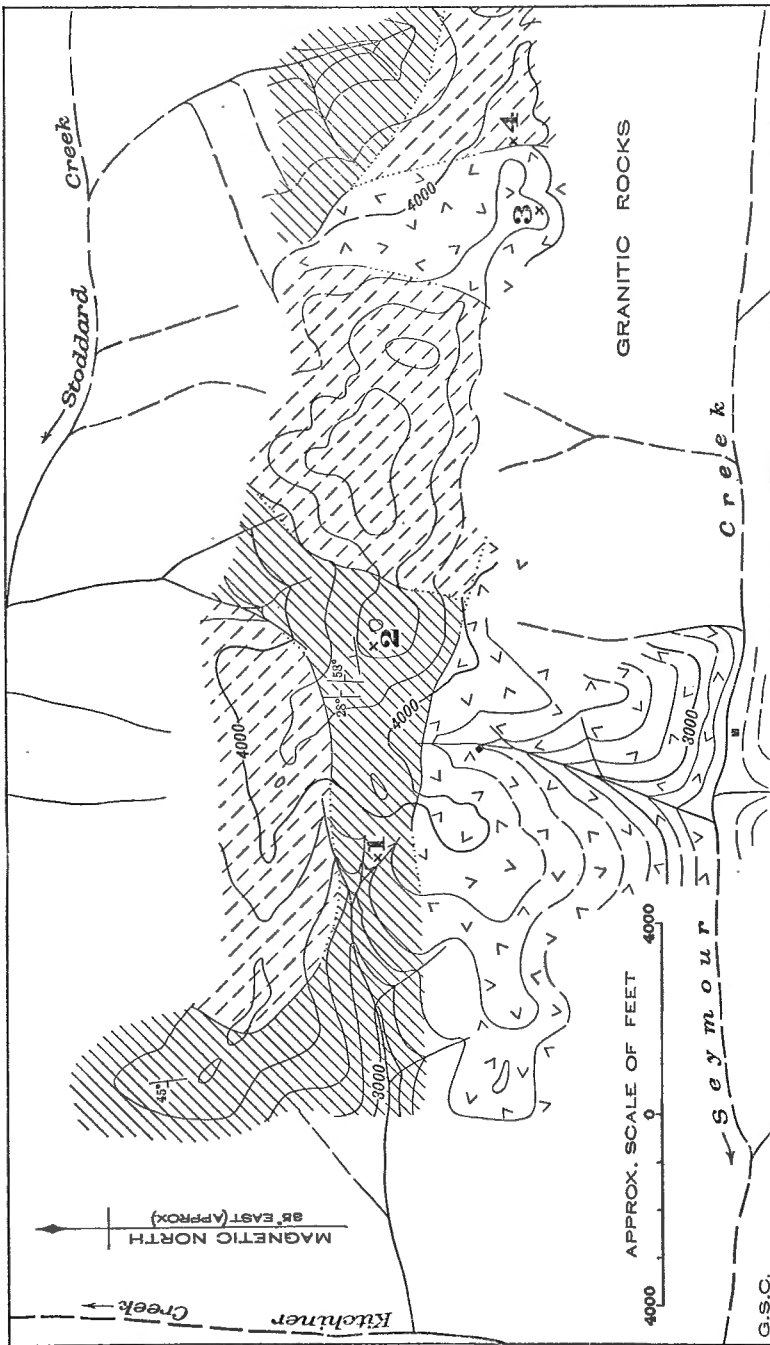 Creek
Stoddard
4000
4
3
GRANITIC ROCKS
Creek
2
53°
28°
4000
4000
3000
1
4000
45°
3000
Seymour
4000
0
4000
APPROX. SCALE OF FEET
MAGNETIC NORTH
85° EAST (APPROX)
Kitchiner
Creek
G.S.C.